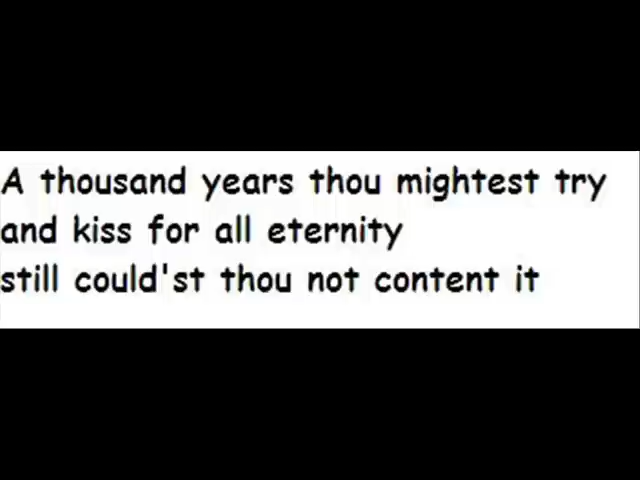 A thousand years thou mightest try
and kiss for all eternity
still could'st thou not content it